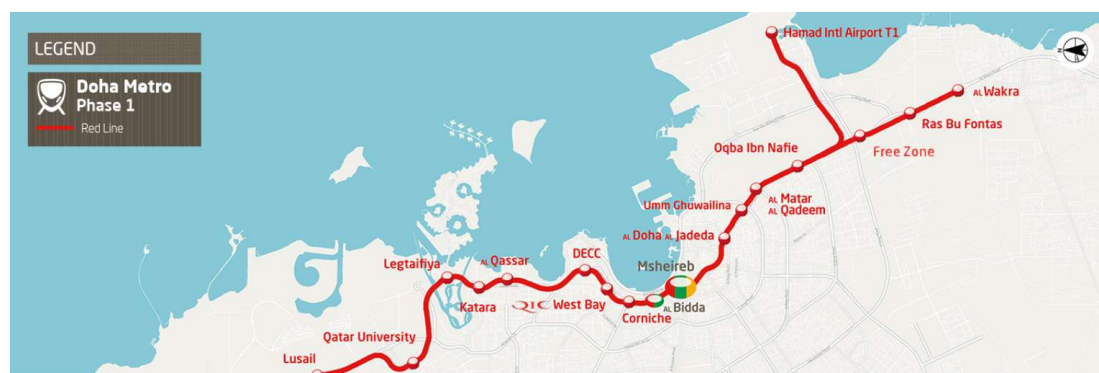 LEGEND
Doha Metro
Phase 1
Red Line
Hamad Intl Airport T1
N
AL Wakra
Ras Bu Fontas
Free Zone
Oqba Ibn Nafie
AL Matar
AL Qadeem
Umm Ghuwailina
AL Doha AL Jadeda
Msheireb
AL Bidda
Corniche
QIC West Bay
DECC
AL Qassar
Katara
Legtaifiya
Qatar University
Lusail